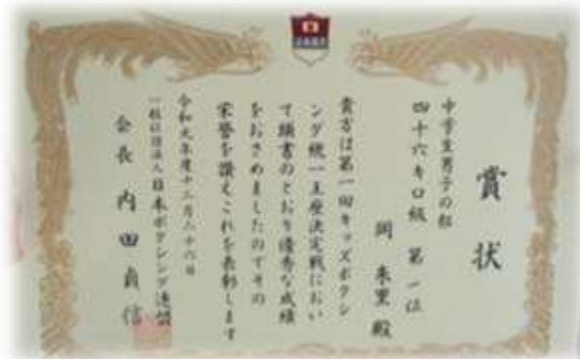 賞状
中学生男子の部
四十六キロ級 第一位
岡 朱里 殿
貴方は第一回キッズボクシ
ング統一王座決定戦におい
て頭書のとおり優秀な成績
をおさめましたのでその
栄誉を讃えこれを表彰します
令和元年度十二月二十六日
一般社団法人日本ボクシング連盟
会長 内田貞信